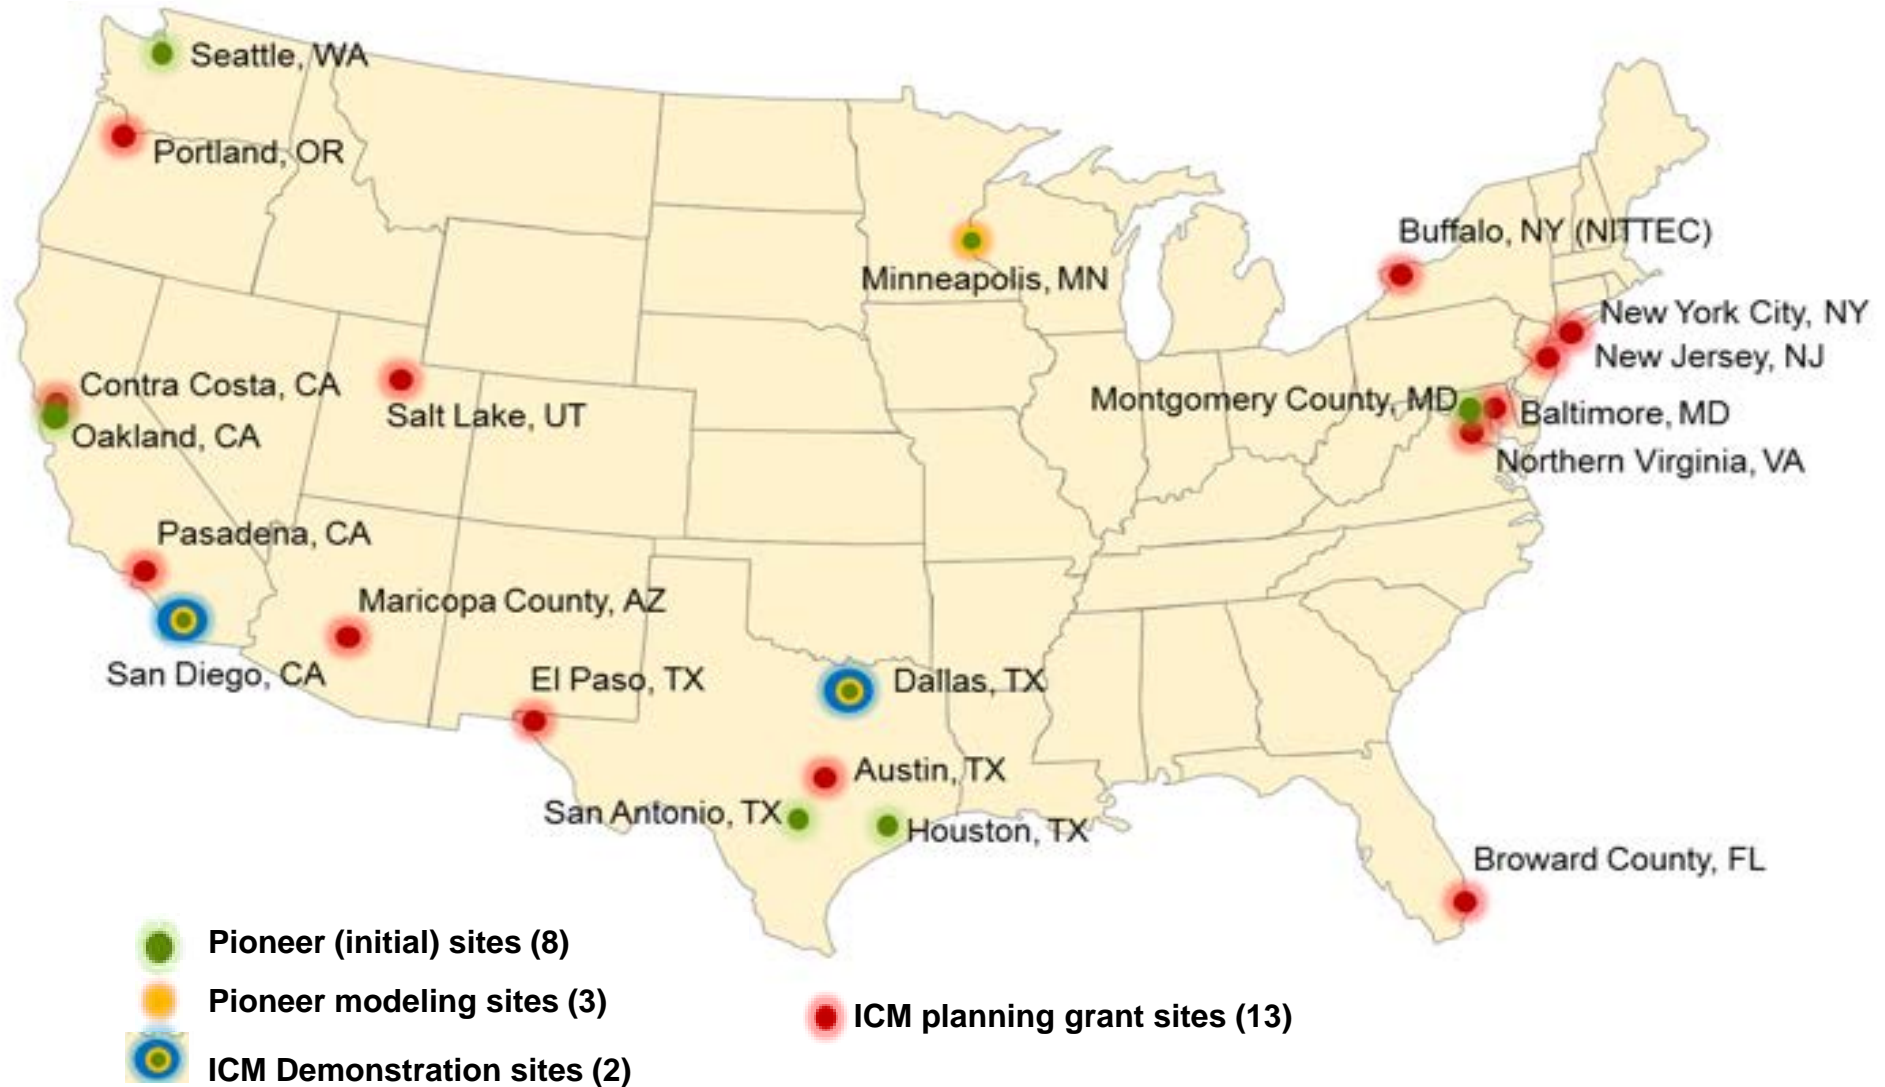 Seattle, WA
Portland, OR
Buffalo, NY (NITTEC)
Minneapolis, MN
New York City, NY
New Jersey, NJ
Contra Costa, CA
Salt Lake, UT
Montgomery County, MD
Baltimore, MD
Oakland, CA
Northern Virginia, VA
Pasadena, CA
Maricopa County, AZ
San Diego, CA
El Paso, TX
Dallas, TX
Austin, TX
San Antonio, TX
Houston, TX
Broward County, FL
Pioneer (initial) sites (8)
Pioneer modeling sites (3)
ICM planning grant sites (13)
ICM Demonstration sites (2)